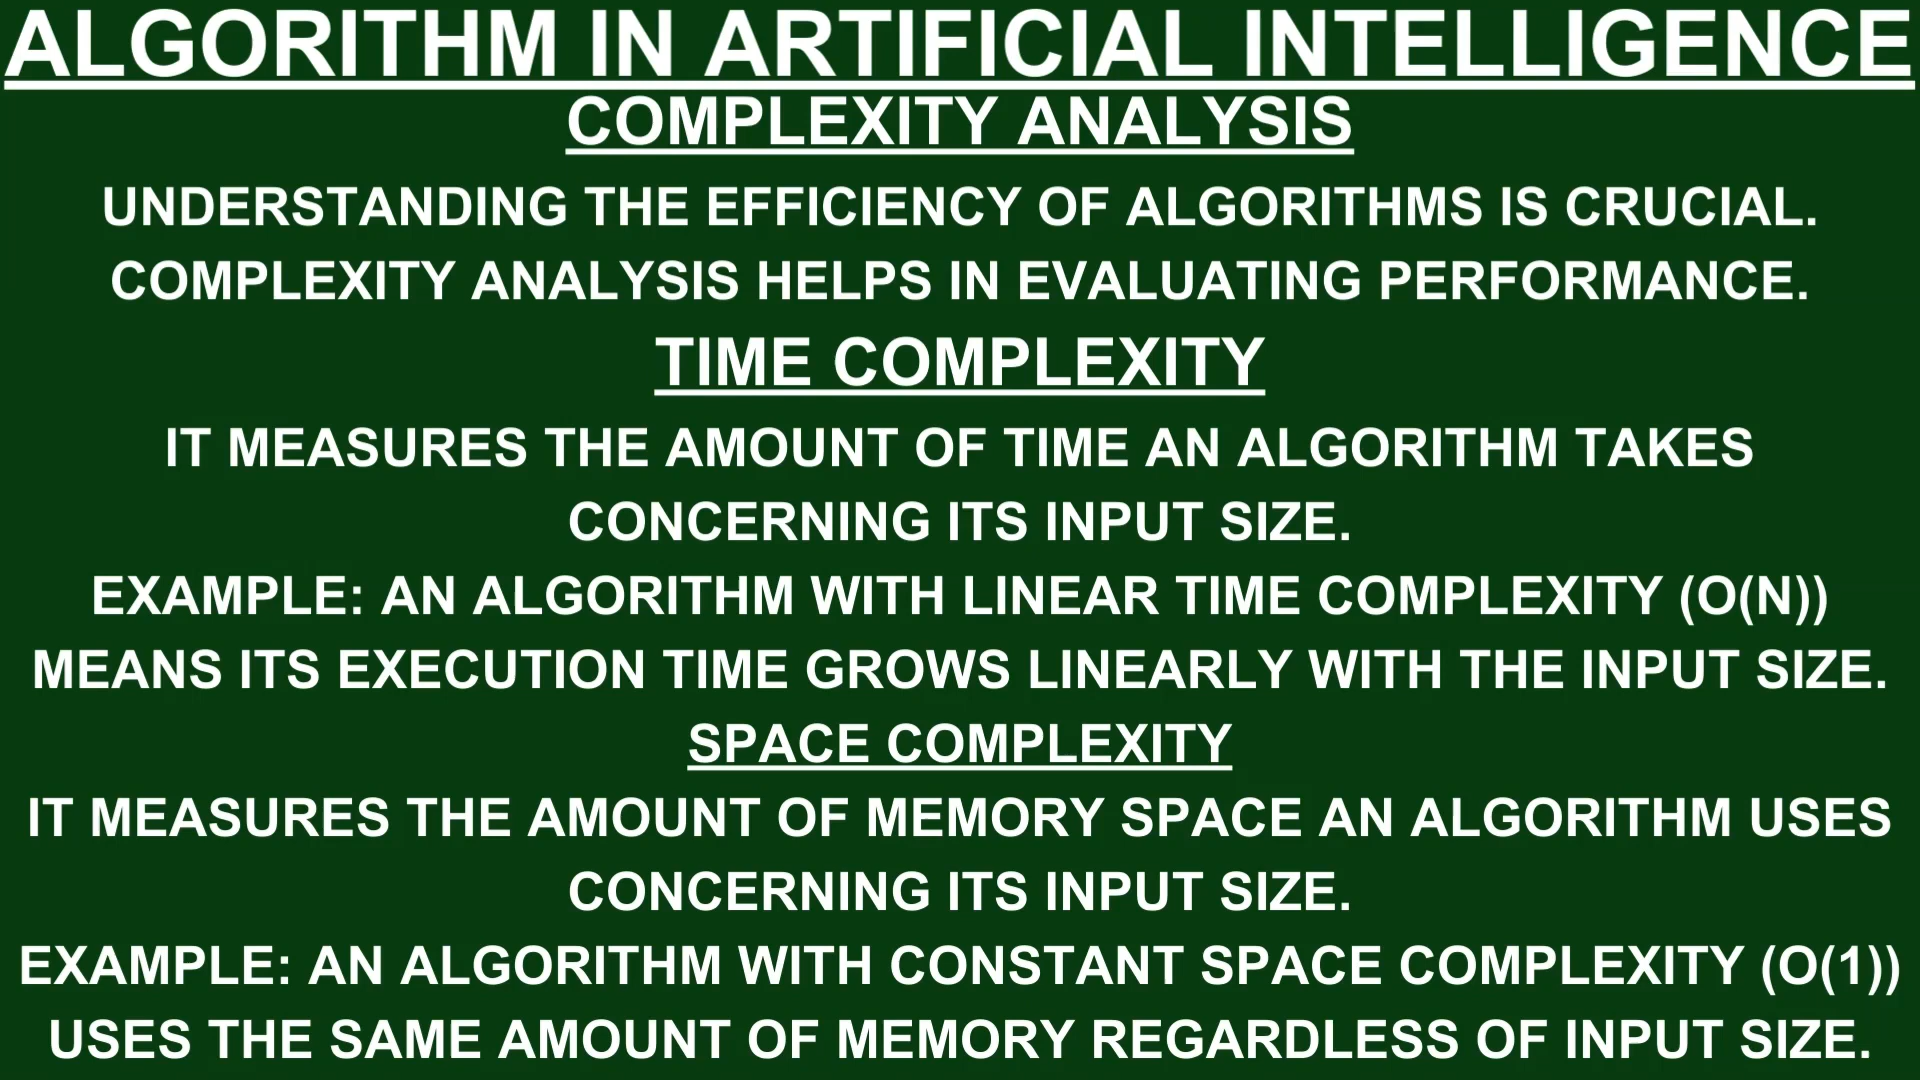 ALGORITHM IN ARTIFICIAL INTELLIGENCE
COMPLEXITY ANALYSIS
UNDERSTANDING THE EFFICIENCY OF ALGORITHMS IS CRUCIAL.
COMPLEXITY ANALYSIS HELPS IN EVALUATING PERFORMANCE.
TIME COMPLEXITY
IT MEASURES THE AMOUNT OF TIME AN ALGORITHM TAKES
CONCERNING ITS INPUT SIZE.
EXAMPLE: AN ALGORITHM WITH LINEAR TIME COMPLEXITY (O(N))
MEANS ITS EXECUTION TIME GROWS LINEARLY WITH THE INPUT SIZE.
SPACE COMPLEXITY
IT MEASURES THE AMOUNT OF MEMORY SPACE AN ALGORITHM USES
CONCERNING ITS INPUT SIZE.
EXAMPLE: AN ALGORITHM WITH CONSTANT SPACE COMPLEXITY (O(1))
USES THE SAME AMOUNT OF MEMORY REGARDLESS OF INPUT SIZE.